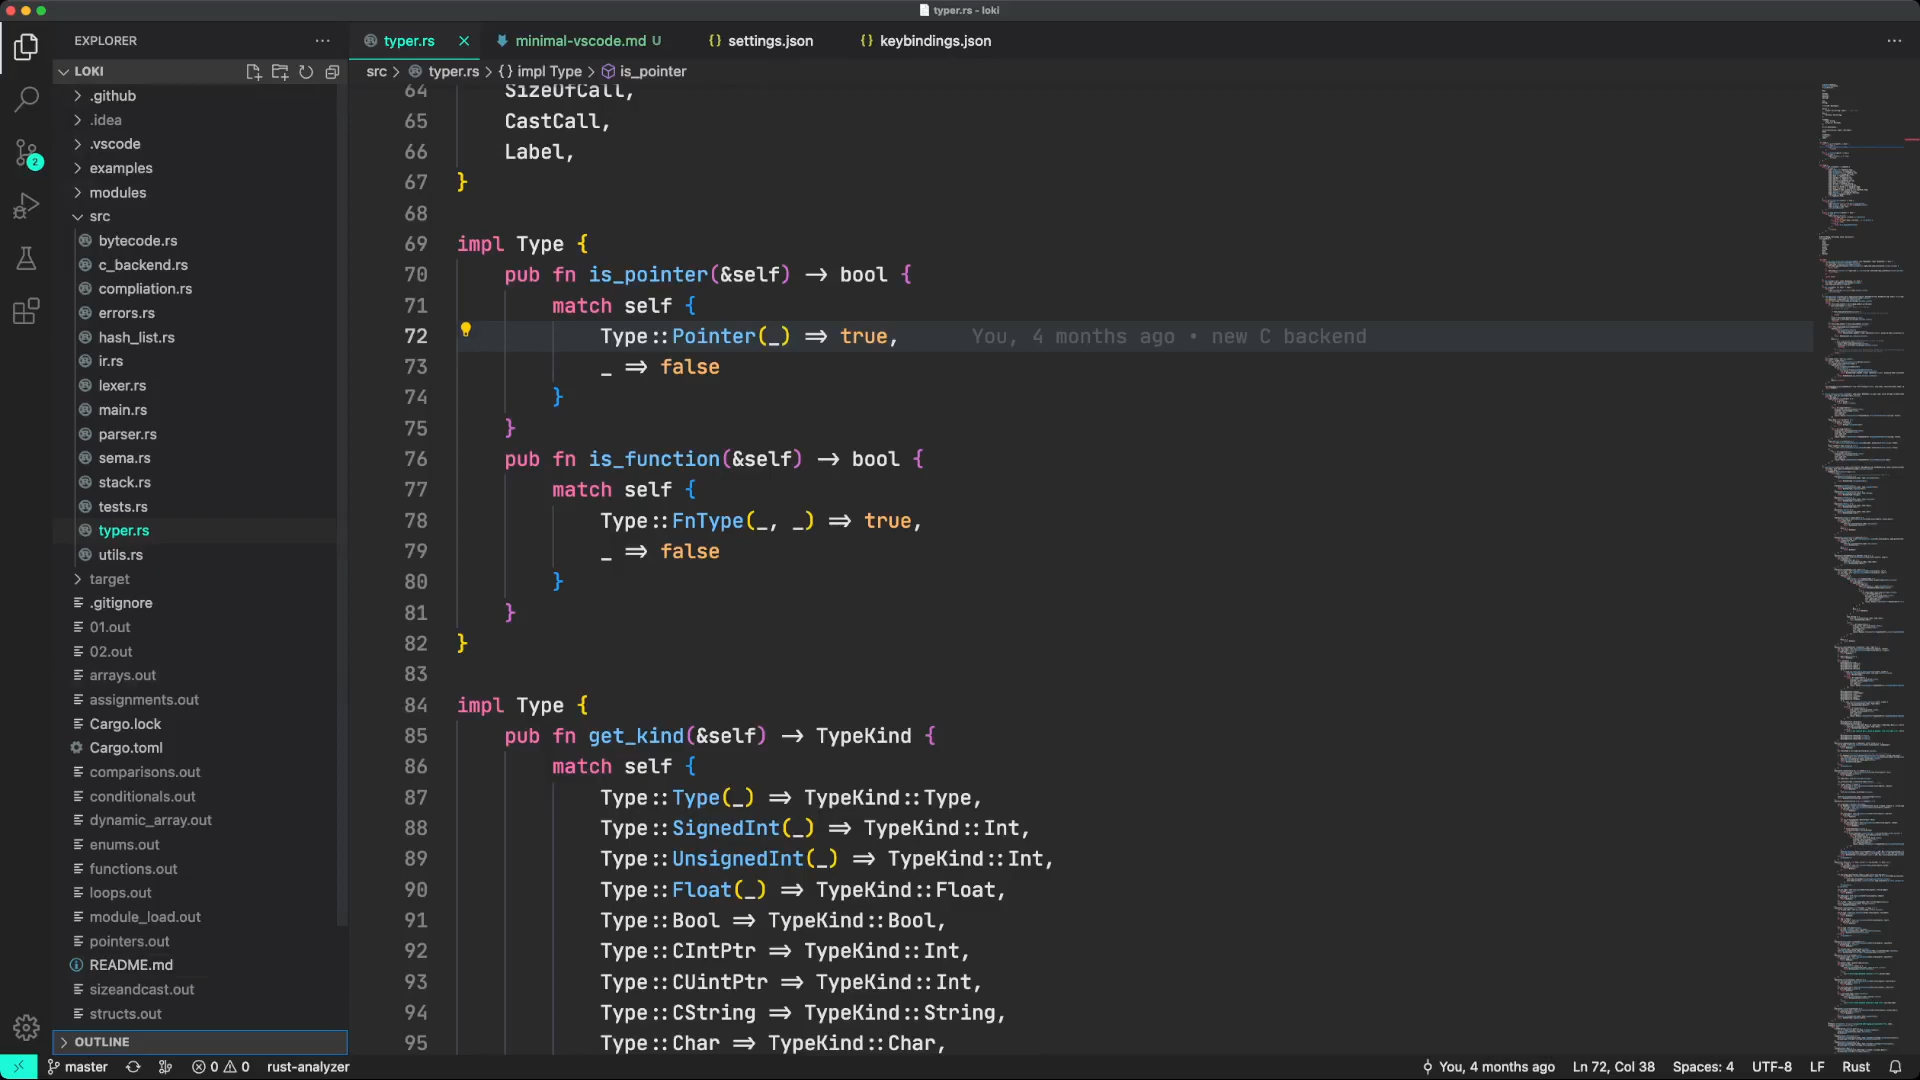 typer.rs - loki
EXPLORER
LOKI
.github
.idea
.vscode
examples
modules
src
bytecode.rs
c_backend.rs
compliation.rs
errors.rs
hash_list.rs
ir.rs
lexer.rs
main.rs
parser.rs
sema.rs
stack.rs
tests.rs
typer.rs
utils.rs
target
.gitignore
01.out
02.out
arrays.out
assignments.out
Cargo.lock
Cargo.toml
comparisons.out
conditionals.out
dynamic_array.out
enums.out
functions.out
loops.out
module_load.out
pointers.out
README.md
sizeandcast.out
structs.out
OUTLINE
2
typer.rs minimal-vscode.md U {} settings.json {} keybindings.json
src > typer.rs > {} impl Type > is_pointer
64 SizeOfCall,
65 CastCall,
66 Label,
67 }
68
69 impl Type {
70 pub fn is_pointer(&self) -> bool {
71 match self {
72 Type::Pointer(_) => true, You, 4 months ago • new C backend
73 _ => false
74 }
75 }
76 pub fn is_function(&self) -> bool {
77 match self {
78 Type::FnType(_, _) => true,
79 _ => false
80 }
81 }
82 }
83
84 impl Type {
85 pub fn get_kind(&self) -> TypeKind {
86 match self {
87 Type::Type(_) => TypeKind::Type,
88 Type::SignedInt(_) => TypeKind::Int,
89 Type::UnsignedInt(_) => TypeKind::Int,
90 Type::Float(_) => TypeKind::Float,
91 Type::Bool => TypeKind::Bool,
92 Type::CIntPtr => TypeKind::Int,
93 Type::CUintPtr => TypeKind::Int,
94 Type::CString => TypeKind::String,
95 Type::Char => TypeKind::Char,
master 0 0 rust-analyzer You, 4 months ago Ln 72, Col 38 Spaces: 4 UTF-8 LF Rust